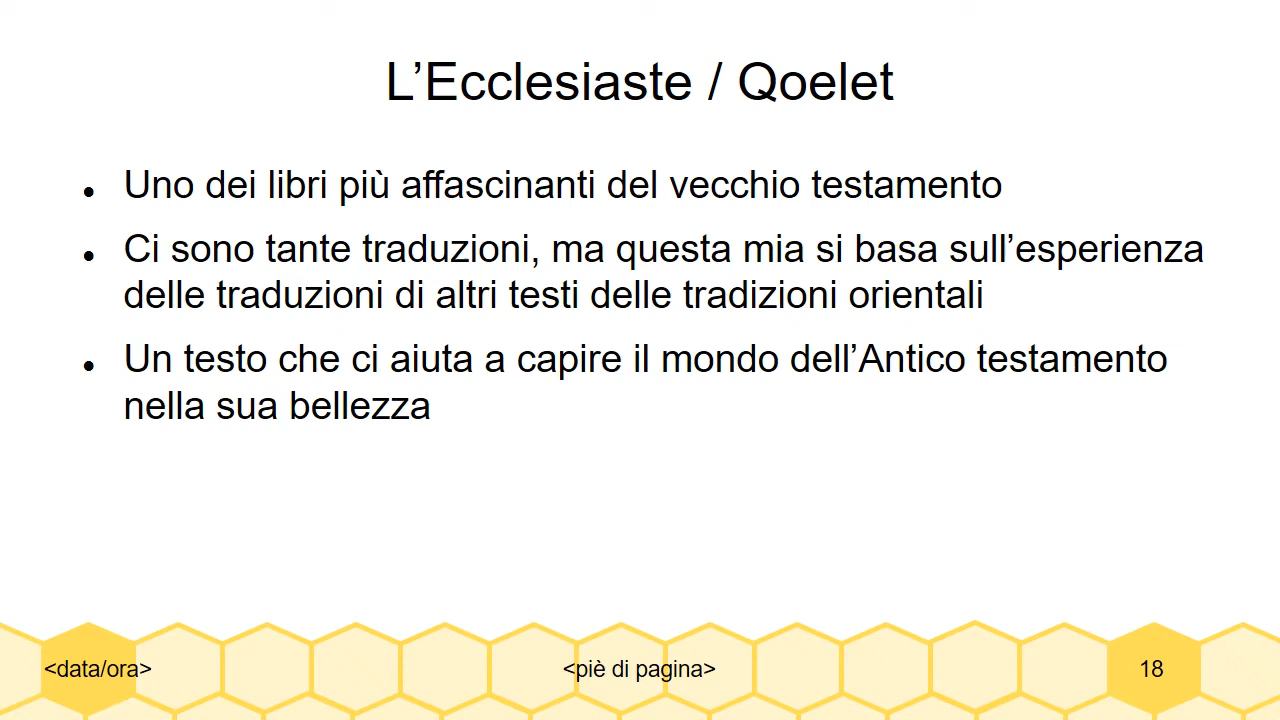 L’Ecclesiaste / Qoelet
● Uno dei libri più affascinanti del vecchio testamento
● Ci sono tante traduzioni, ma questa mia si basa sull’esperienza
delle traduzioni di altri testi delle tradizioni orientali
● Un testo che ci aiuta a capire il mondo dell’Antico testamento
nella sua bellezza
<data/ora> <piè di pagina> 18